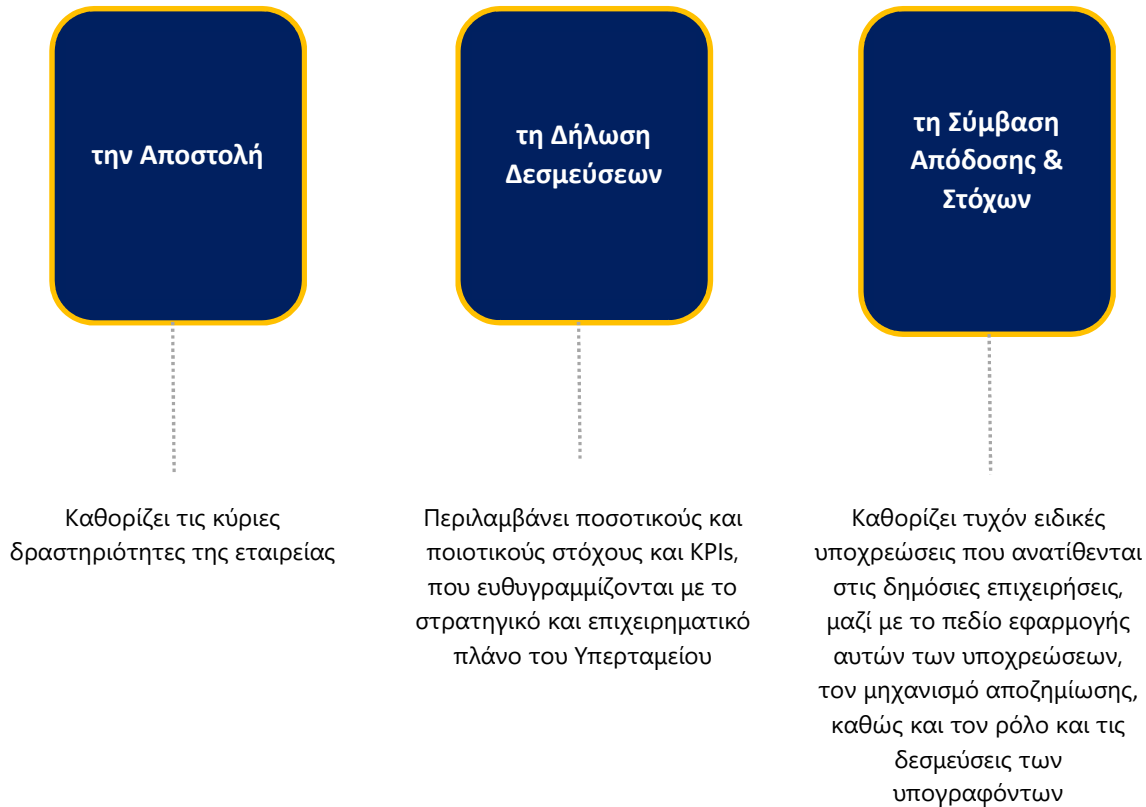 την Αποστολή
Καθορίζει τις κύριες
δραστηριότητες της εταιρείας
τη Δήλωση
Δεσμεύσεων
Περιλαμβάνει ποσοτικούς και
ποιοτικούς στόχους και KPIs,
που ευθυγραμμίζονται με το
στρατηγικό και επιχειρηματικό
πλάνο του Υπερταμείου
τη Σύμβαση
Απόδοσης &
Στόχων
Καθορίζει τυχόν ειδικές
υποχρεώσεις που ανατίθενται
στις δημόσιες επιχειρήσεις,
μαζί με το πεδίο εφαρμογής
αυτών των υποχρεώσεων,
τον μηχανισμό αποζημίωσης,
καθώς και τον ρόλο και τις
δεσμεύσεις των
υπογραφόντων